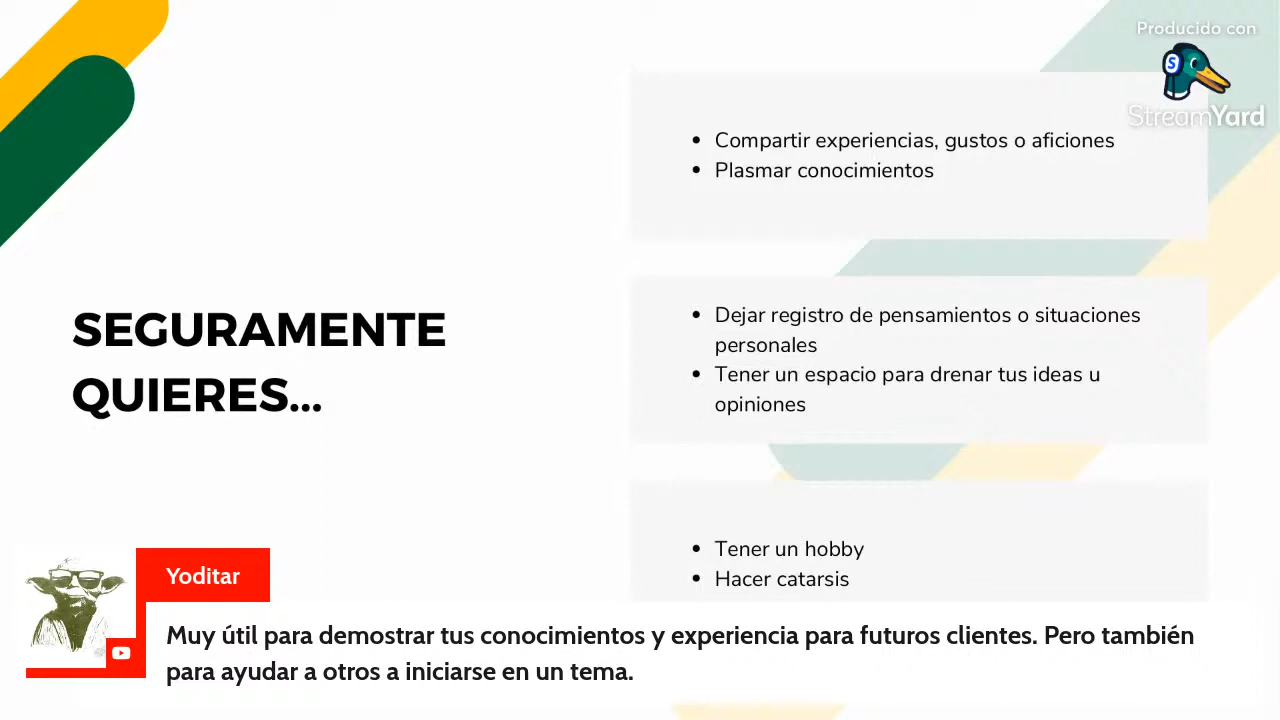 Producido con
StreamYard
Compartir experiencias, gustos o aficiones
Plasmar conocimientos
SEGURAMENTE
QUIERES...
Dejar registro de pensamientos o situaciones
personales
Tener un espacio para drenar tus ideas u
opiniones
Tener un hobby
Hacer catarsis
Yoditar
Muy útil para demostrar tus conocimientos y experiencia para futuros clientes. Pero también
para ayudar a otros a iniciarse en un tema.